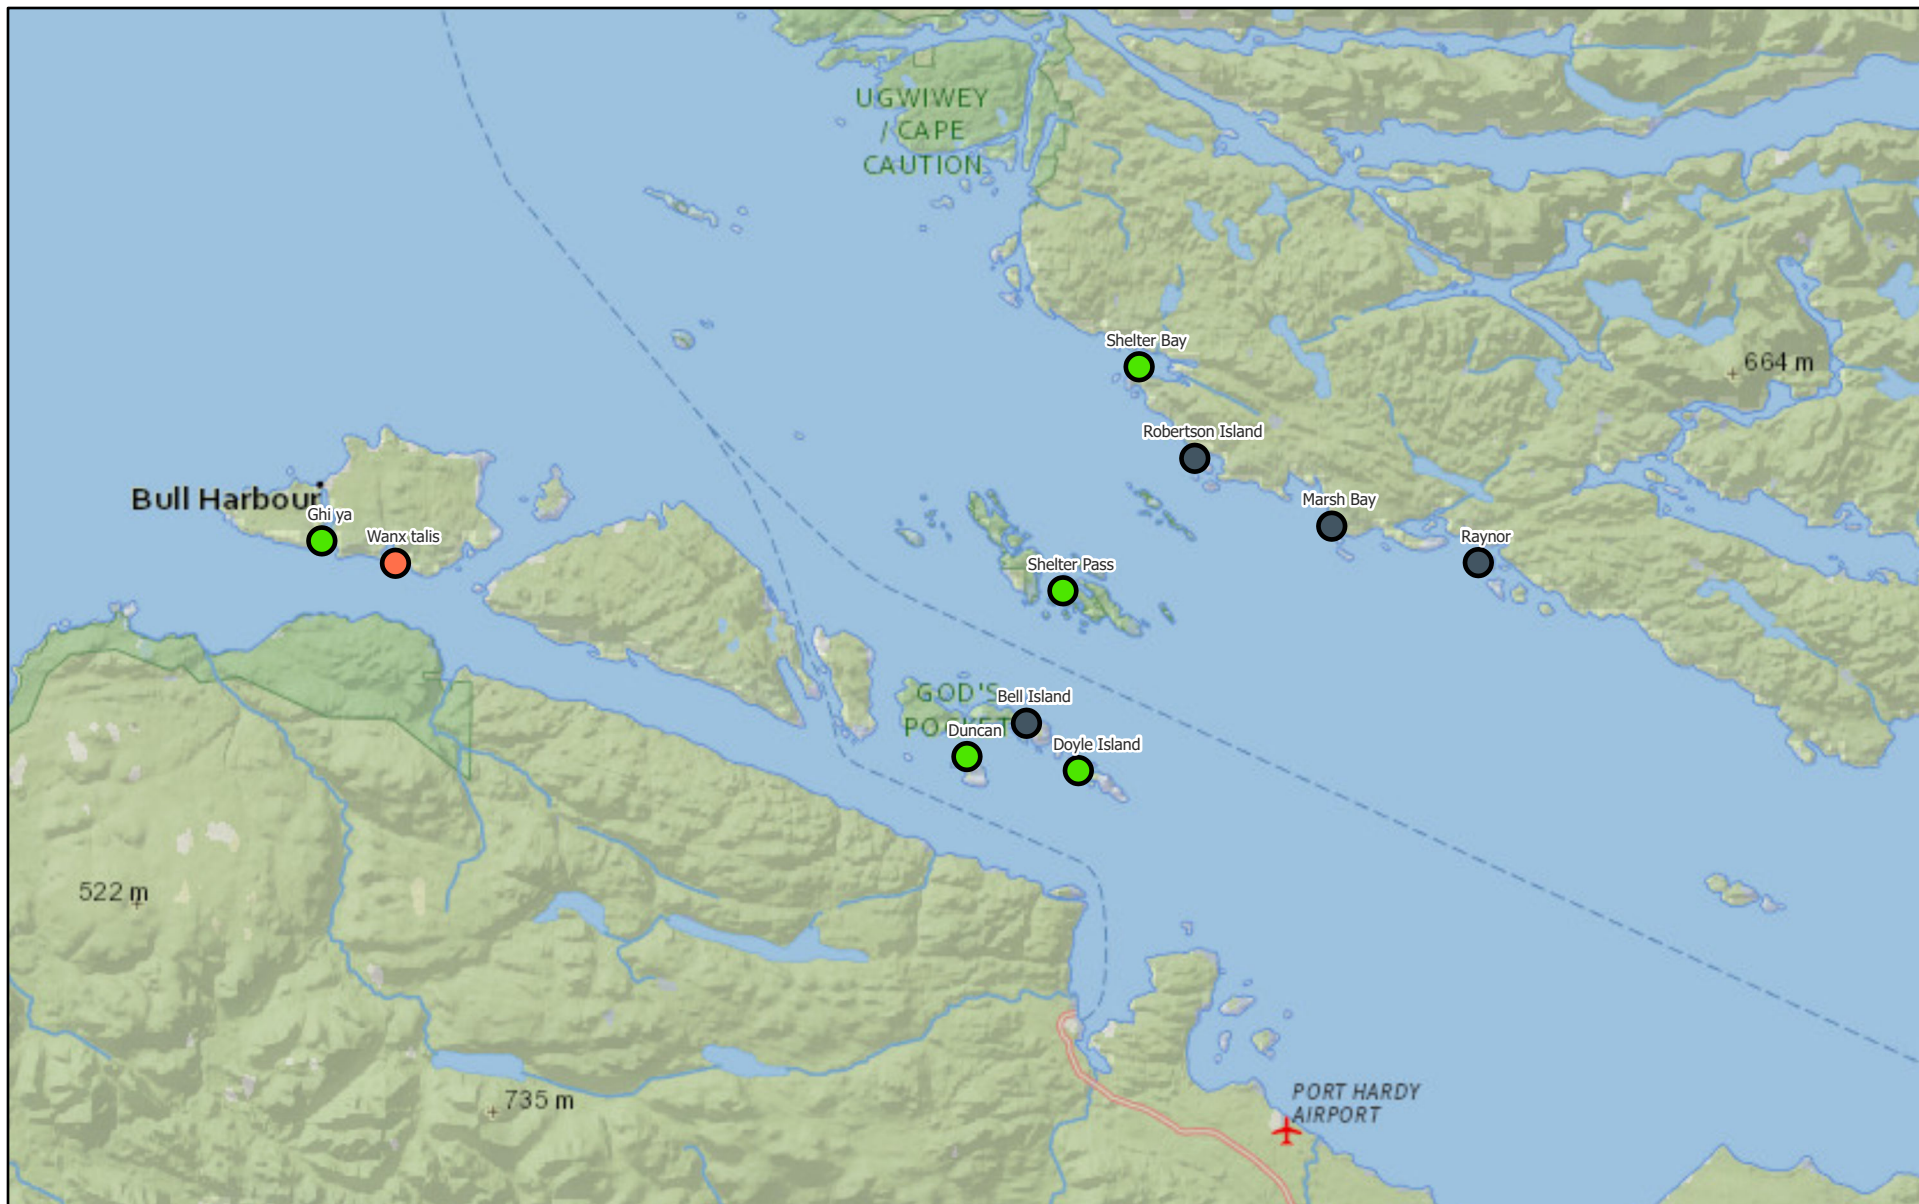 UGWIWEY
/ CAPE
CAUTION
Shelter Bay
664 m
Robertson Island
Bull Harbour
Ghi ya
Wanx talis
Marsh Bay
Raynor
Shelter Pass
GOD'S
POCKET
Bell Island
Duncan
Doyle Island
522 m
735 m
PORT HARDY
AIRPORT